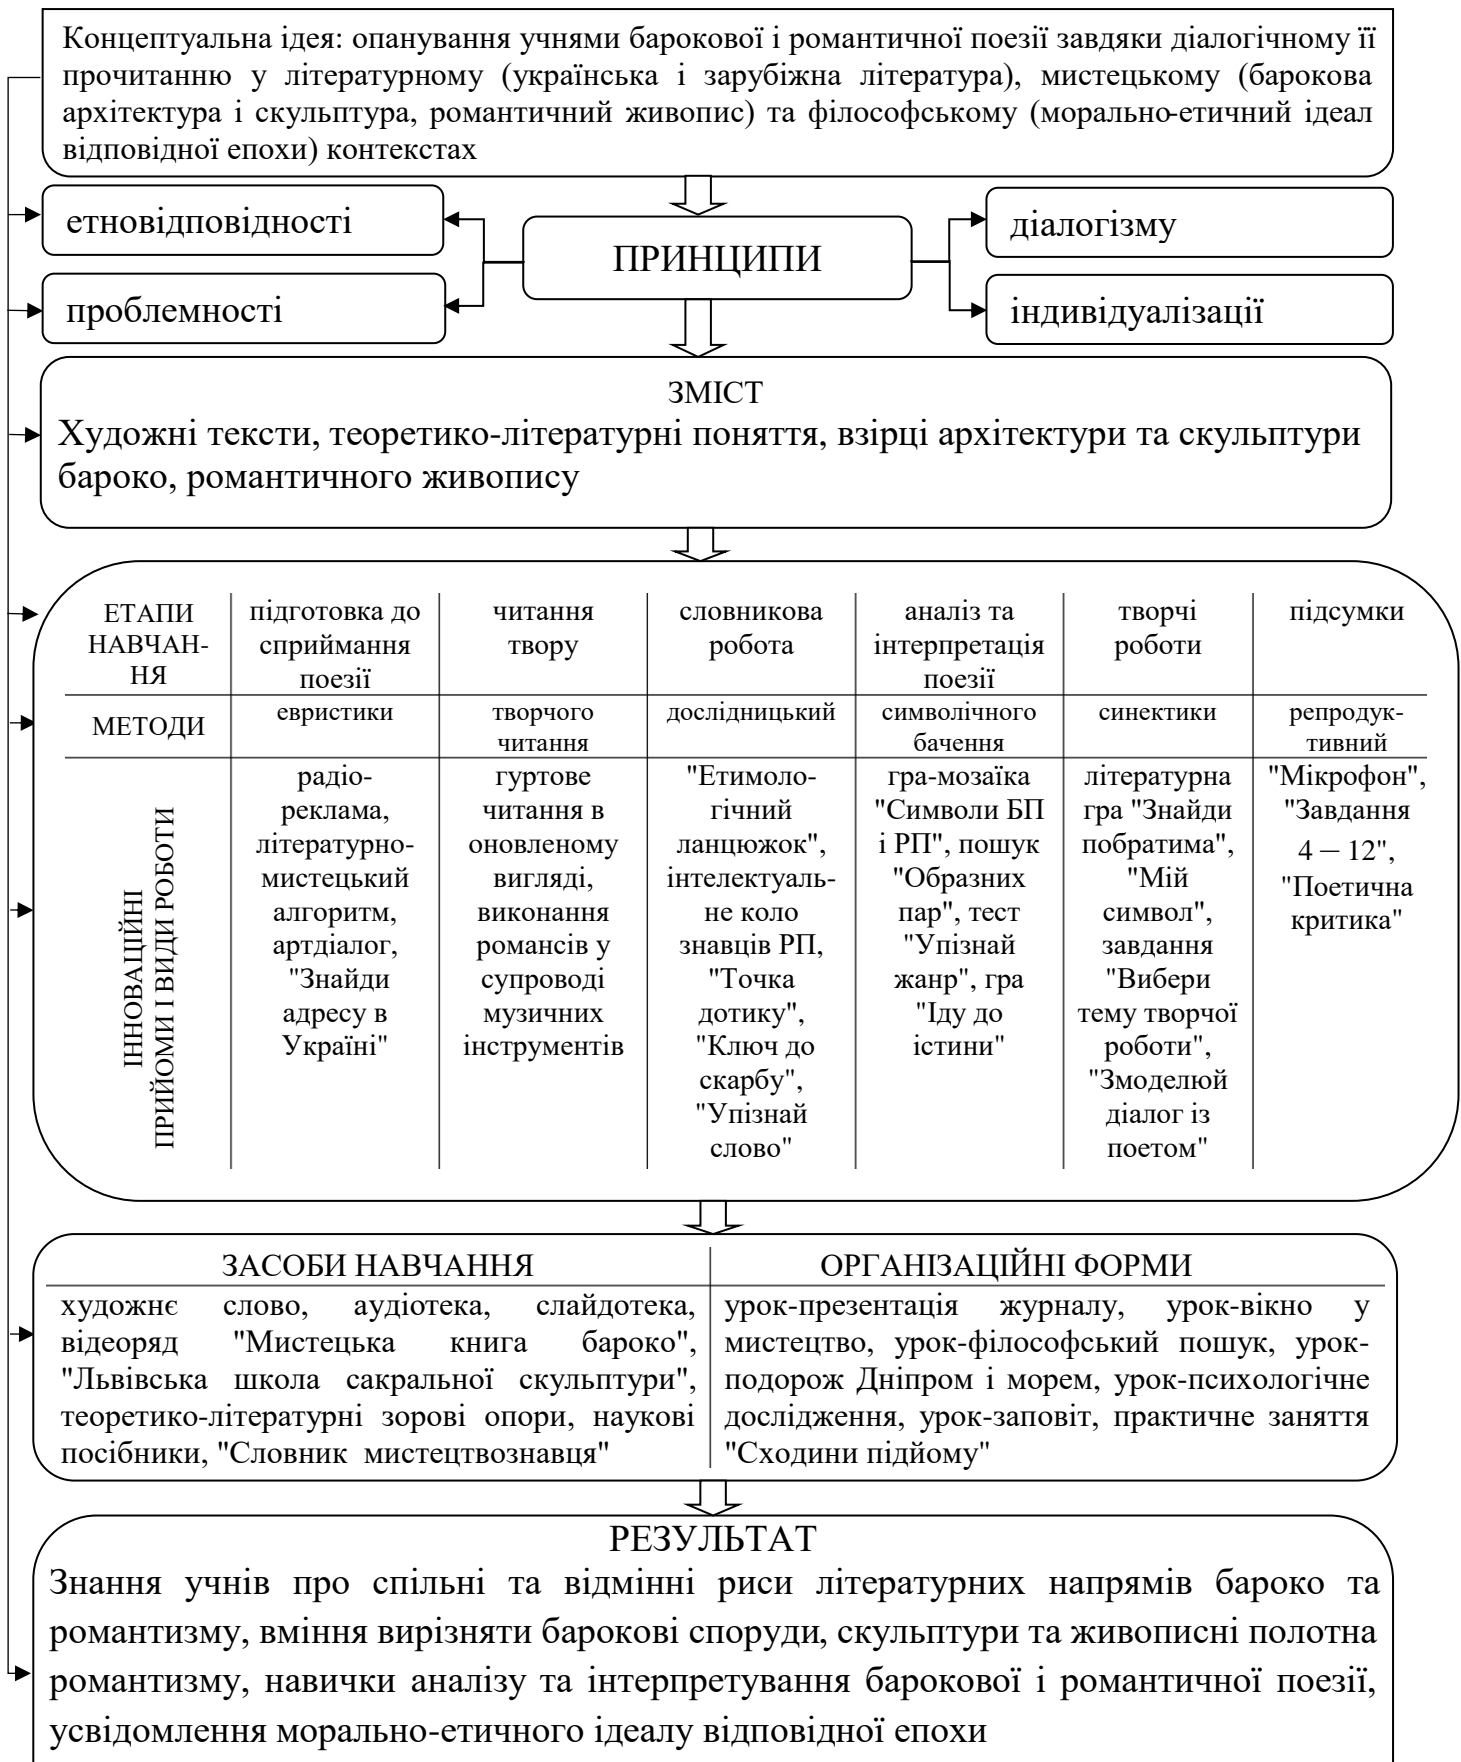 Концептуальна ідея: опанування учнями барокової і романтичної поезії завдяки діалогічному її
прочитанню у літературному (українська і зарубіжна література), мистецькому (барокова
архітектура і скульптура, романтичний живопис) та філософському (морально-етичний ідеал
відповідної епохи) контекстах
етновідповідності
діалогізму
ПРИНЦИПИ
проблемності
індивідуалізації
ЗМІСТ
Художні тексти, теоретико-літературні поняття, взірці архітектури та скульптури
бароко, романтичного живопису
ЕТАПИ
НАВЧАН-
НЯ
підготовка до
сприймання
поезії
читання
твору
словникова
робота
аналіз та
інтерпретація
поезії
творчі
роботи
підсумки
МЕТОДИ
евристики
творчого
читання
дослідницький
символічного
бачення
синектики
репродук-
тивний
ІННОВАЦІЙНІ
ПРИЙОМИ І ВИДИ РОБОТИ
радіо-
реклама,
літературно-
мистецький
алгоритм,
артдіалог,
"Знайди
адресу в
Україні"
гуртове
читання в
оновленому
вигляді,
виконання
романсів у
супроводі
музичних
інструментів
"Етимоло-
гічний
ланцюжок",
інтелектуаль-
не коло
знавців РП,
"Точка
дотику",
"Ключ до
скарбу",
"Упізнай
слово"
гра-мозаїка
"Символи БП
і РП", пошук
"Образних
пар", тест
"Упізнай
жанр", гра
"Іду до
істини"
літературна
гра "Знайди
побратима",
"Мій
символ",
завдання
"Вибери
тему творчої
роботи",
"Змоделюй
діалог із
поетом"
"Мікрофон",
"Завдання
4 – 12",
"Поетична
критика"
ЗАСОБИ НАВЧАННЯ
художнє слово, аудіотека, слайдотека,
відеоряд "Мистецька книга бароко",
"Львівська школа сакральної скульптури",
теоретико-літературні зорові опори, наукові
посібники, "Словник мистецтвознавця"
ОРГАНІЗАЦІЙНІ ФОРМИ
урок-презентація журналу, урок-вікно у
мистецтво, урок-філософський пошук, урок-
подорож Дніпром і морем, урок-психологічне
дослідження, урок-заповіт, практичне заняття
"Сходини підйому"
РЕЗУЛЬТАТ
Знання учнів про спільні та відмінні риси літературних напрямів бароко та
романтизму, вміння вирізняти барокові споруди, скульптури та живописні полотна
романтизму, навички аналізу та інтерпретування барокової і романтичної поезії,
усвідомлення морально-етичного ідеалу відповідної епохи